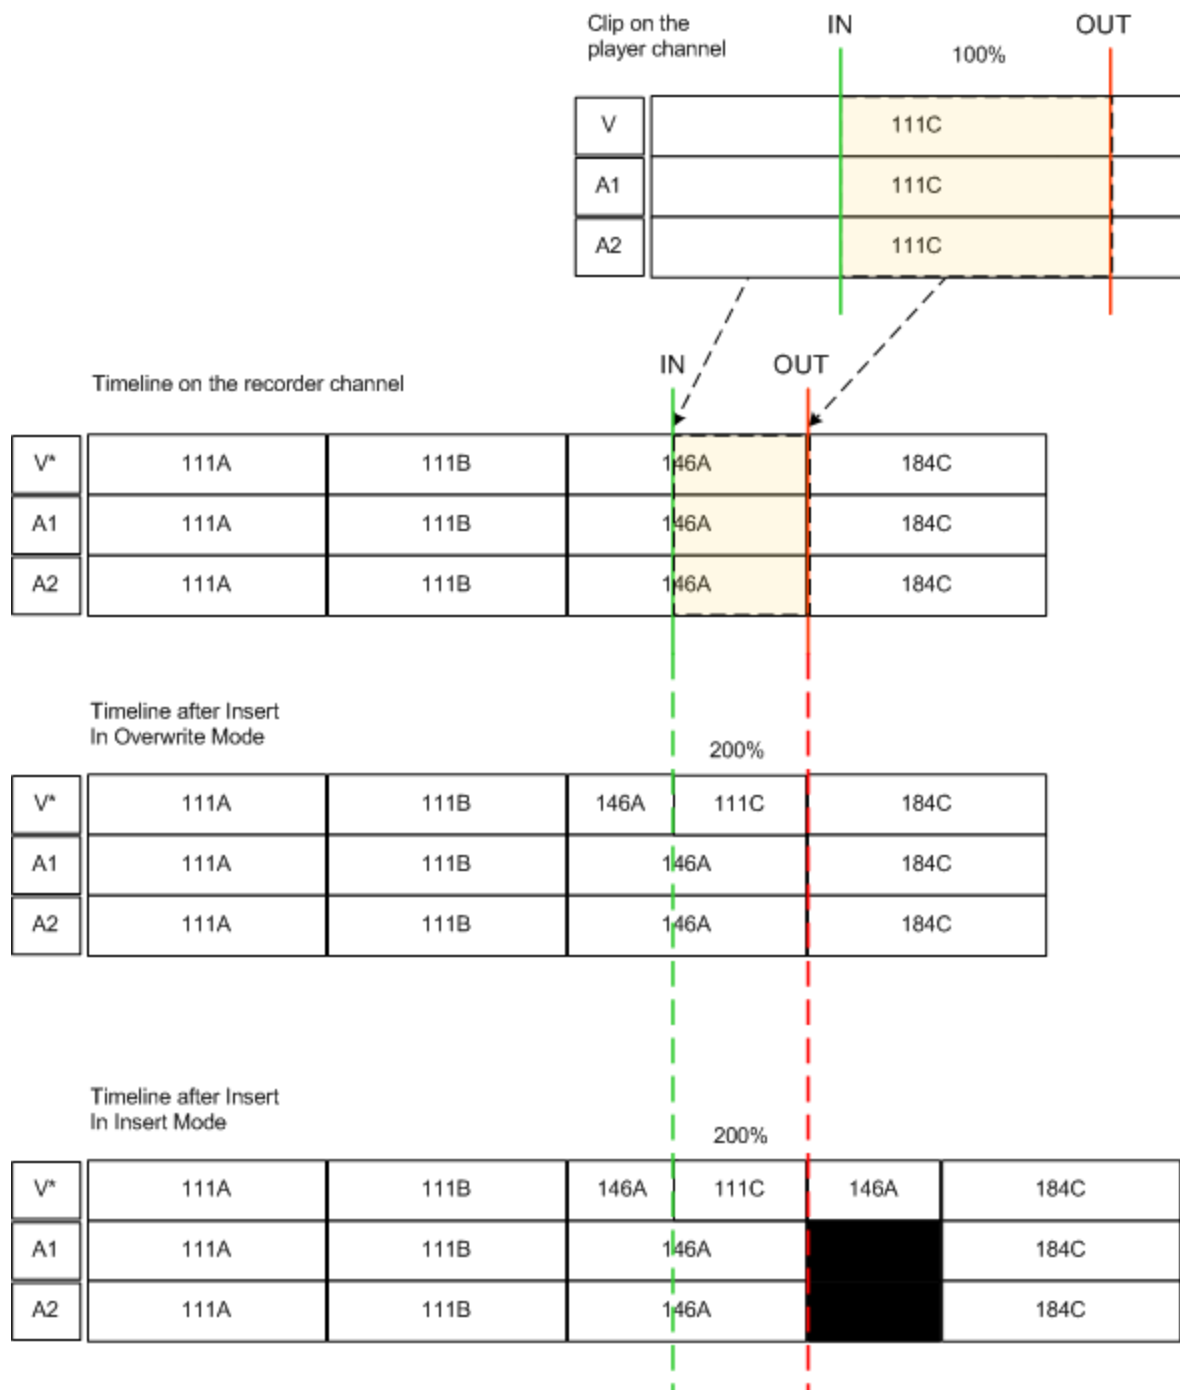 Clip on the
player channel
IN
OUT
100%
V
111C
A1
111C
A2
111C
Timeline on the recorder channel
IN
OUT
V*
111A
111B
146A
184C
A1
111A
111B
146A
184C
A2
111A
111B
146A
184C
Timeline after Insert
In Overwrite Mode
200%
V*
111A
111B
146A
111C
184C
A1
111A
111B
146A
184C
A2
111A
111B
146A
184C
Timeline after Insert
In Insert Mode
200%
V*
111A
111B
146A
111C
146A
184C
A1
111A
111B
146A
184C
A2
111A
111B
146A
184C